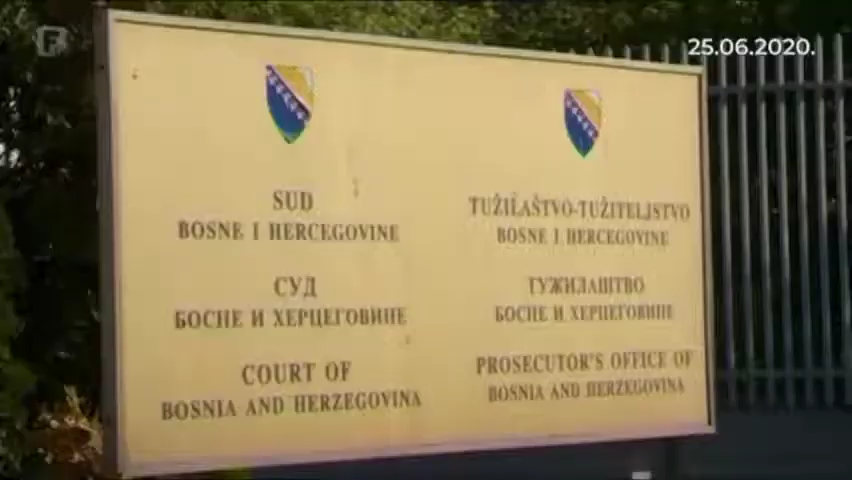 25.06.2020.
SUD
BOSNE I HERCEGOVINE
СУД
БОСНЕ И ХЕРЦЕГОВИНЕ
COURT OF
BOSNIA AND HERZEGOVINA
TUŽILAŠTVO-TUŽITELJSTVO
BOSNE I HERCEGOVINE
ТУЖИЛАШТВО
БОСНЕ И ХЕРЦЕГОВИНЕ
PROSECUTOR'S OFFICE OF
BOSNIA AND HERZEGOVINA